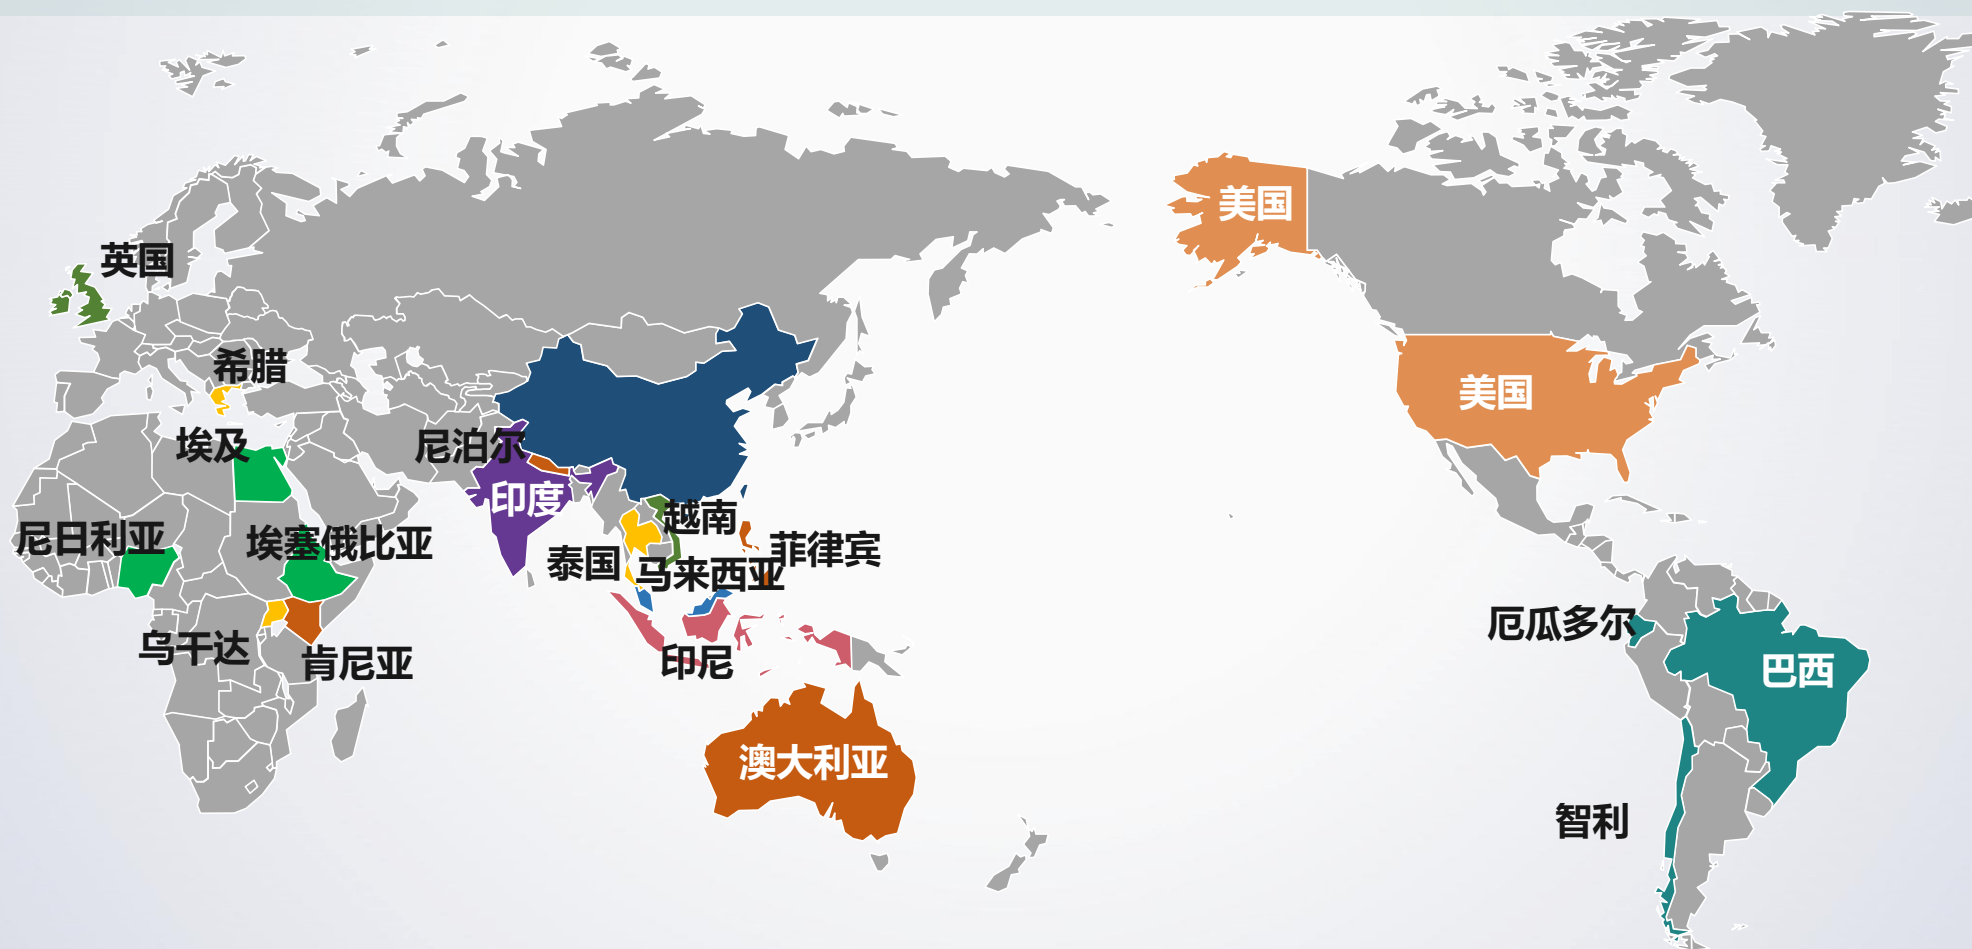 美国
英国
希腊
美国
埃及
尼泊尔
印度
越南
尼日利亚
埃塞俄比亚
菲律宾
泰国
马来西亚
厄瓜多尔
乌干达
肯尼亚
印尼
巴西
澳大利亚
智利